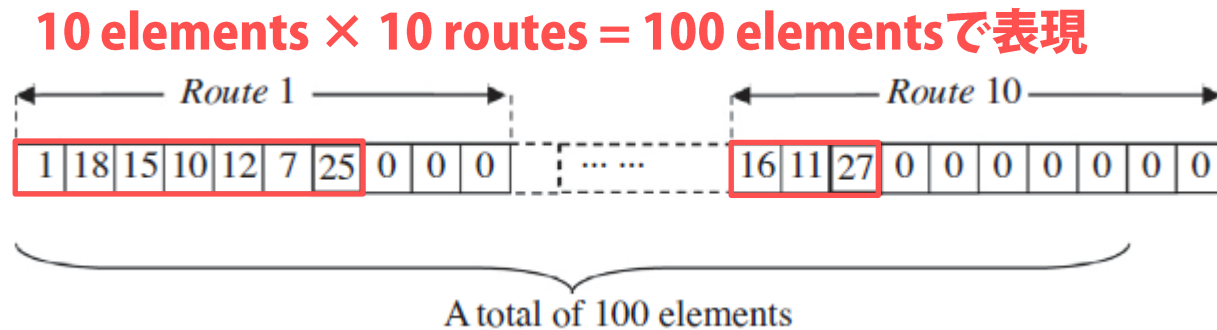 10 elements × 10 routes = 100 elementsで表現
Route 1 Route 10
1 18 15 10 12 7 25 0 0 0 ... ... 16 11 27 0 0 0 0 0 0 0
A total of 100 elements